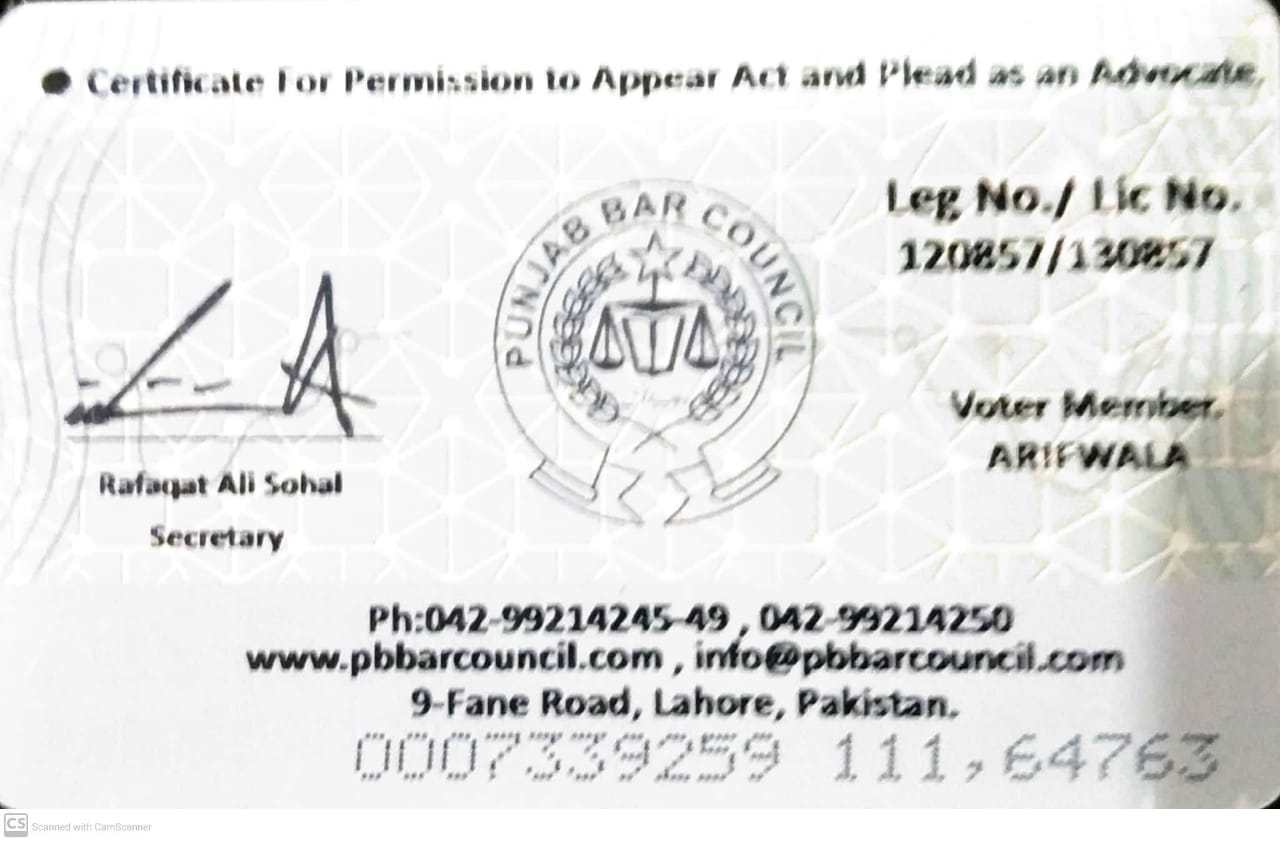 ● Certificate For Permission to Appear Act and Plead as an Advocate.
PUNJAB BAR COUNCIL
Leg No./ Lic No.
120857/130857
Voter Member.
ARIFWALA
Rafaqat Ali Sohal
Secretary
Ph:042-99214245-49 , 042-99214250
www.pbbarcouncil.com , info@pbbarcouncil.com
9-Fane Road, Lahore, Pakistan.
0007339259 111,64763
CS Scanned with CamScanner